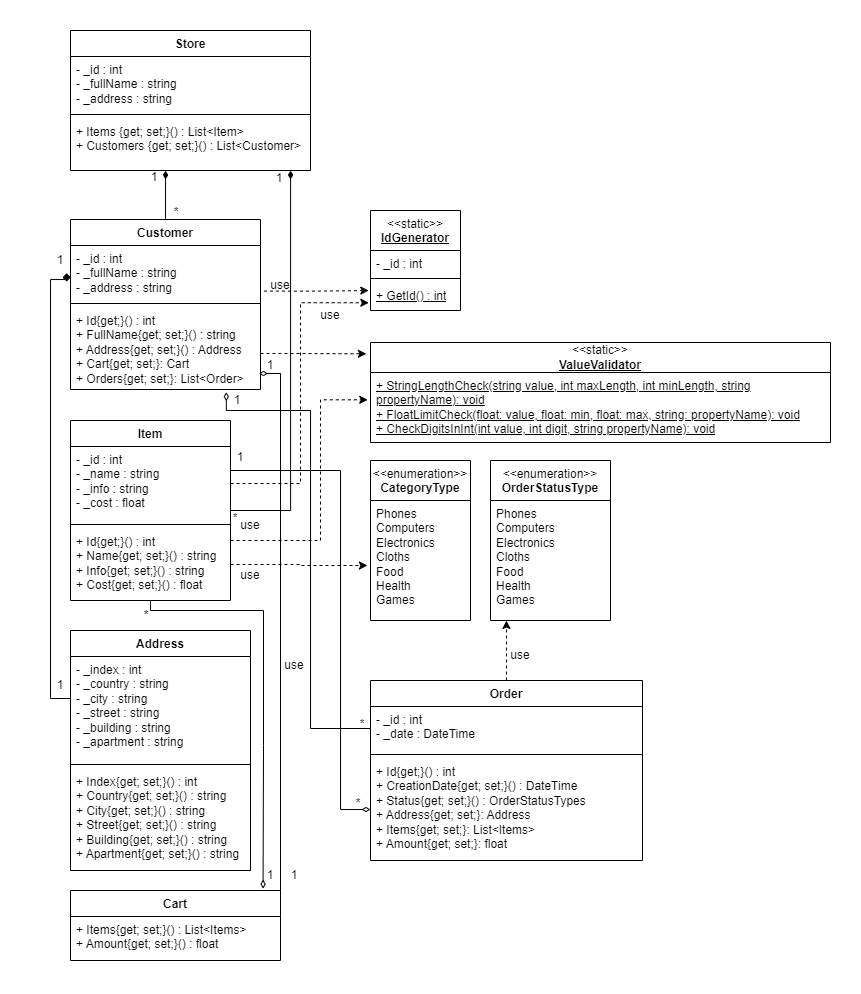 Store
- _id : int
- _fullName : string
- _address : string
+ Items {get; set;}() : List<Item>
+ Customers {get; set;}() : List<Customer>
1
1
*
Customer
- _id : int
- _fullName : string
- _address : string
+ Id{get;}() : int
+ FullName{get; set;}() : string
+ Address{get; set;}() : Address
+ Cart{get; set;}: Cart
+ Orders{get; set;}: List<Order>
1
1
1
<<static>>
IdGenerator
- _id : int
+ GetId() : int
use
use
<<static>>
ValueValidator
+ StringLengthCheck(string value, int maxLength, int minLength, string
propertyName): void
+ FloatLimitCheck(float: value, float: min, float: max, string: propertyName): void
+ CheckDigitsInInt(int value, int digit, string propertyName): void
Item
- _id : int
- _name : string
- _info : string
- _cost : float
+ Id{get;}() : int
+ Name{get; set;}() : string
+ Info{get; set;}() : string
+ Cost{get; set;}() : float
1
*
use
use
*
<<enumeration>>
CategoryType
Phones
Computers
Electronics
Cloths
Food
Health
Games
<<enumeration>>
OrderStatusType
Phones
Computers
Electronics
Cloths
Food
Health
Games
use
use
Address
- _index : int
- _country : string
- _city : string
- _street : string
- _building : string
- _apartment : string
+ Index{get; set;}() : int
+ Country{get; set;}() : string
+ City{get; set;}() : string
+ Street{get; set;}() : string
+ Building{get; set;}() : string
+ Apartment{get; set;}() : string
1
Order
- _id : int
- _date : DateTime
+ Id{get;}() : int
+ CreationDate{get; set;}() : DateTime
+ Status{get; set;}() : OrderStatusTypes
+ Address{get; set;}: Address
+ Items{get; set;}: List<Items>
+ Amount{get; set;}: float
*
*
1
1
Cart
+ Items{get; set;}() : List<Items>
+ Amount{get; set;}() : float